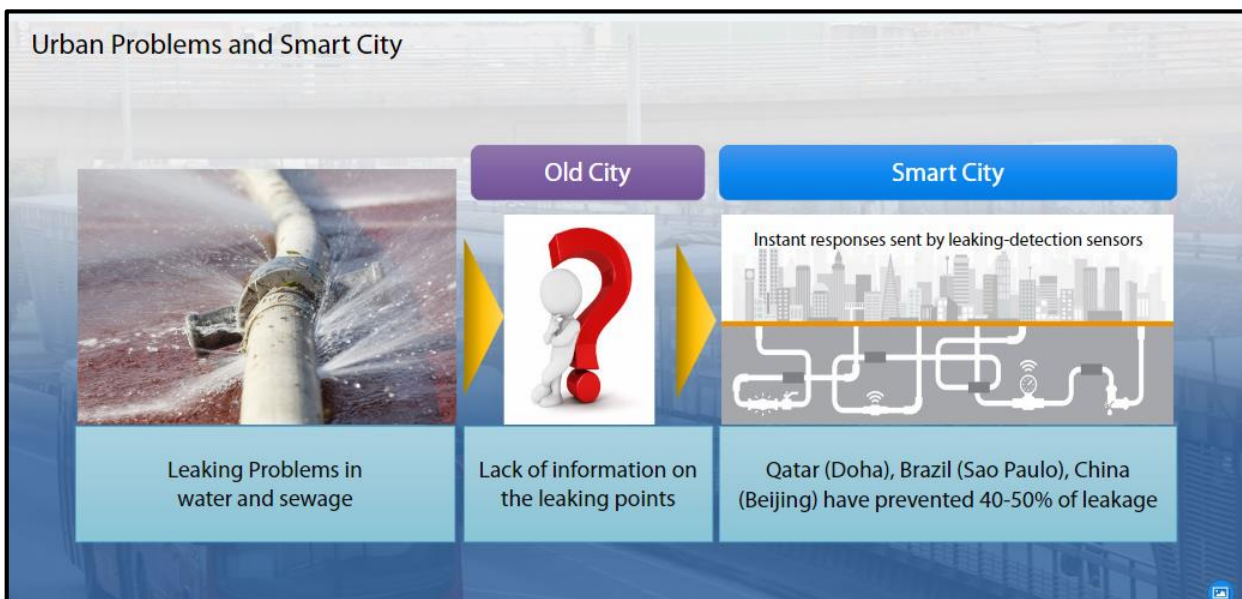 Urban Problems and Smart City
Old City
Smart City
Instant responses sent by leaking-detection sensors
Leaking Problems in
water and sewage
Lack of information on
the leaking points
Qatar (Doha), Brazil (Sao Paulo), China
(Beijing) have prevented 40-50% of leakage